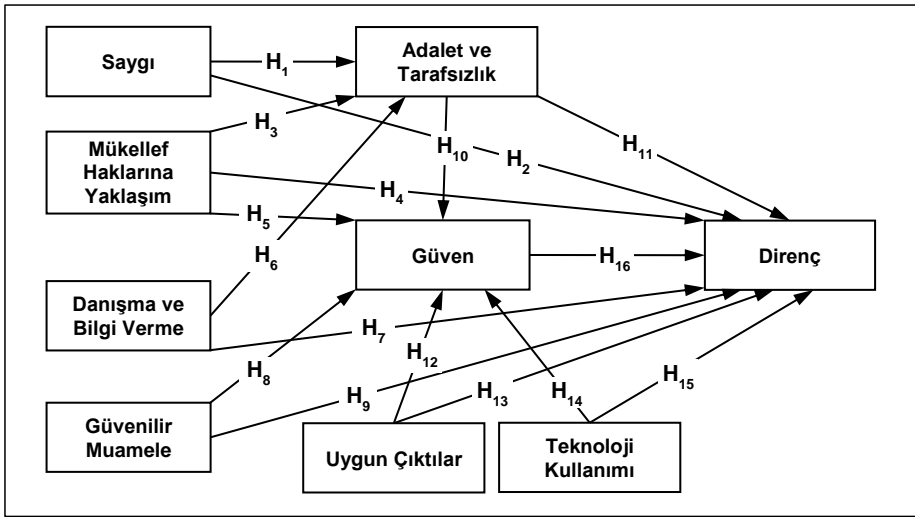 Saygı
H1
Adalet ve
Tarafsızlık
H3
Mükellef
Haklarına
Yaklaşım
H10
H2
H11
H4
H5
Güven
H16
Direnç
H6
Danışma ve
Bilgi Verme
H7
H8
H12
H9
H13
H14
H15
Güvenilir
Muamele
Uygun Çıktılar
Teknoloji
Kullanımı